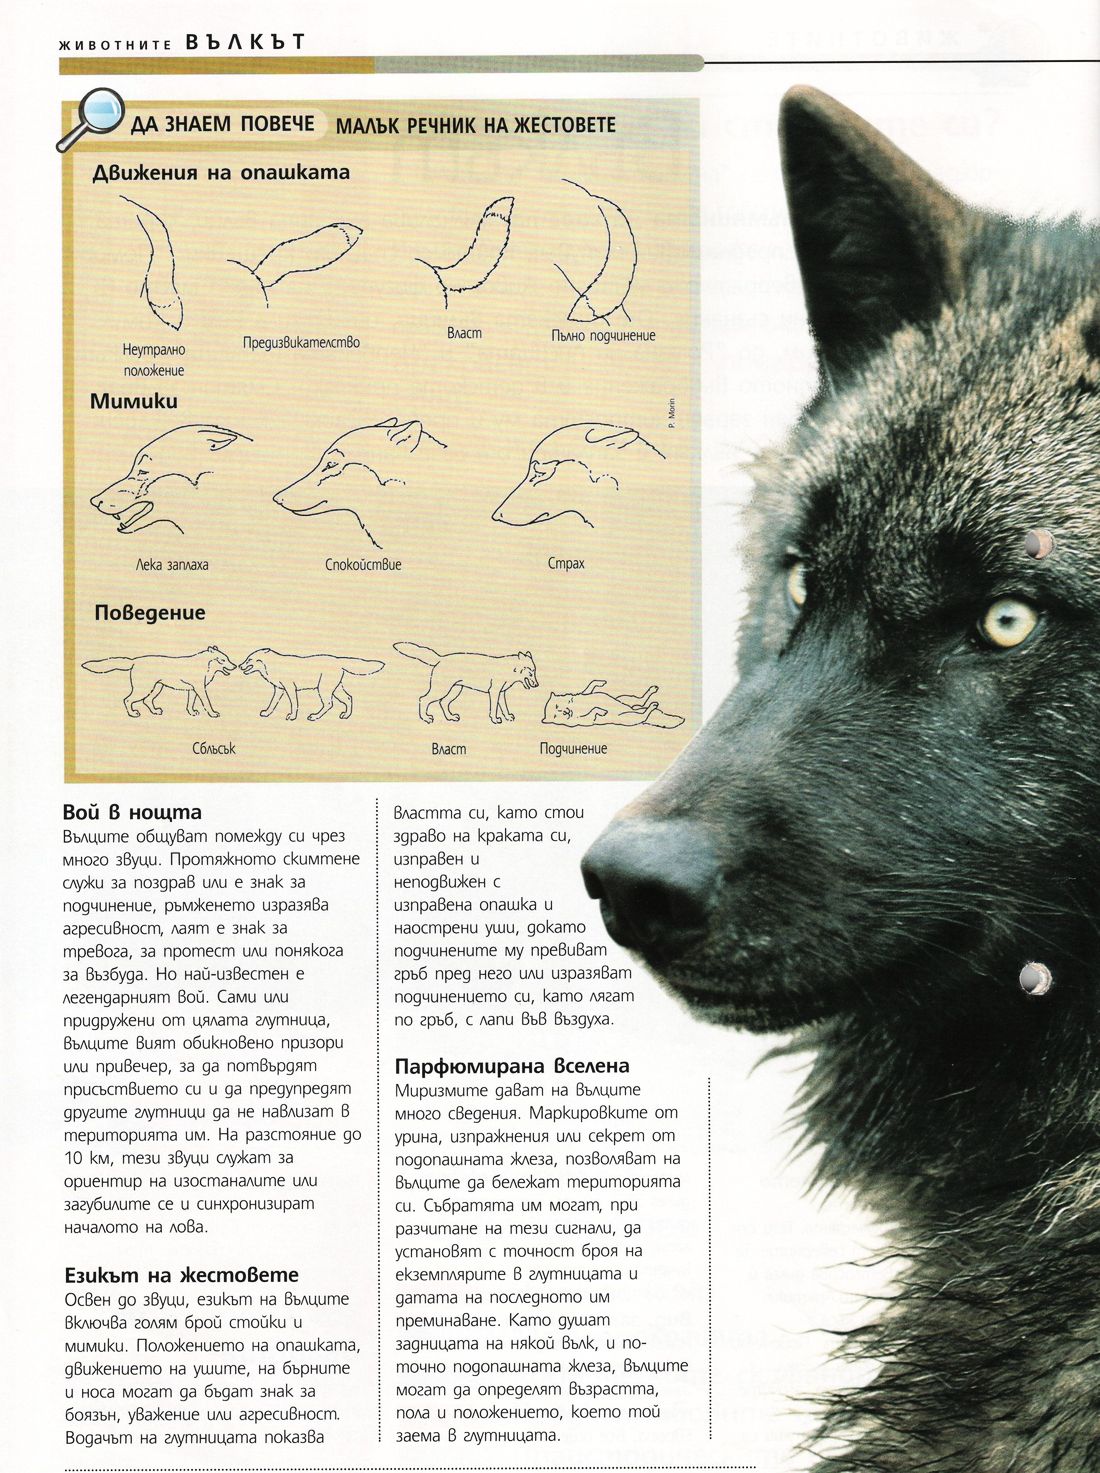 ЖИВОТНИТЕ ВЪЛКЪТ
ДА ЗНАЕМ ПОВЕЧЕ МАЛЪК РЕЧНИК НА ЖЕСТОВЕТЕ
Движения на опашката
Неутрално
положение
Предизвикателство
Власт
Пълно подчинение
Мимики
P. Morin
Лека заплаха
Спокойствие
Страх
Поведение
Сблъсък
Власт
Подчинение
Вой в нощта
Вълците общуват помежду си чрез
много звуци. Протяжното скимтене
служи за поздрав или е знак за
подчинение, ръмженето изразява
агресивност, лаят е знак за
тревога, за протест или понякога
за възбуда. Но най-известен е
легендарният вой. Сами или
придружени от цялата глутница,
вълците вият обикновено призори
или привечер, за да потвърдят
присъствието си и да предупредят
другите глутници да не навлизат в
територията им. На разстояние до
10 км, тези звуци служат за
ориентир на изостаналите или
загубилите се и синхронизират
началото на лова.
Езикът на жестовете
Освен до звуци, езикът на вълците
включва голям брой стойки и
мимики. Положението на опашката,
движението на ушите, на бърните
и носа могат да бъдат знак за
боязън, уважение или агресивност.
Водачът на глутницата показва
властта си, като стои
здраво на краката си,
изправен и
неподвижен с
изправена опашка и
наострени уши, докато
подчинените му превиват
гръб пред него или изразяват
подчинението си, като лягат
по гръб, с лапи във въздуха.
Парфюмирана вселена
Миризмите дават на вълците
много сведения. Маркировките от
урина, изпражнения или секрет от
подопашната жлеза, позволяват на
вълците да бележат територията
си. Събратята им могат, при
разчитане на тези сигнали, да
установят с точност броя на
екземплярите в глутницата и
датата на последното им
преминаване. Като душат
задницата на някой вълк, и по-
точно подопашната жлеза, вълците
могат да определят възрастта,
пола и положението, което той
заема в глутницата.